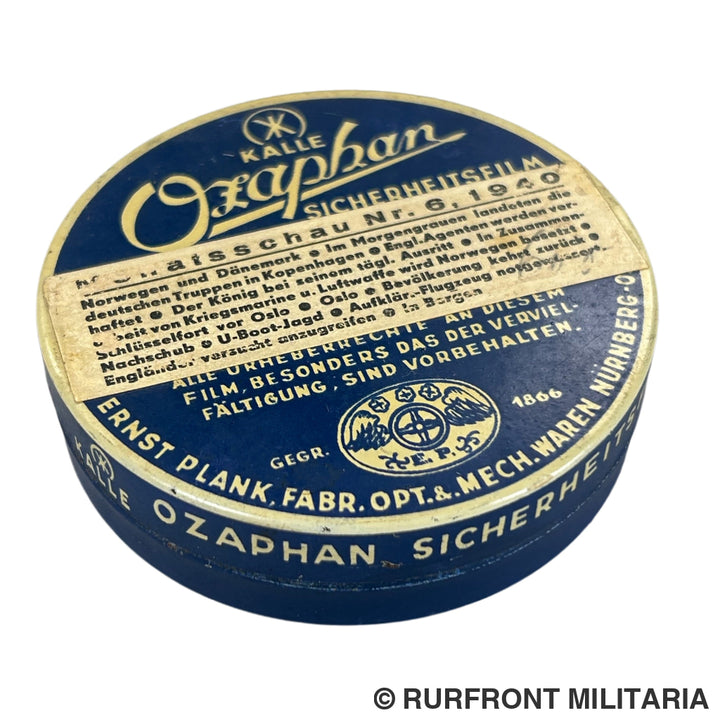 KALLE
Ozaphan
SICHERHEITSFILM
Monatsschau Nr. 6, 1940
Norwegen und Dänemark ● Im Morgengrauen landeten die
deutschen Truppen in Kopenhagen ● Engl. Agenten werden ver-
haftet ● Der König bei seinem tägl. Ausritt ● In Zusammen-
arbeit von Kriegsmarine u. Luftwaffe wird Norwegen besetzt ●
Schlüsselfort vor Oslo ● Oslo ● Bevölkerung kehrt zurück ●
Nachschub ● U-Boot-Jagd ● Aufklär.-Flugzeug notgewassert.
Engländer versucht anzugreifen ● In Bergen
ALLE URHEBERRECHTE AN DIESEM
FILM, BESONDERS DAS DER VERVIEL-
FÄLTIGUNG, SIND VORBEHALTEN.
GEGR. 1866
E.P.
ERNST PLANK, FABR. OPT. & MECH. WAREN NÜRNBERG-O
KALLE OZAPHAN SICHERHEITS
© RURFRONT MILITARIA